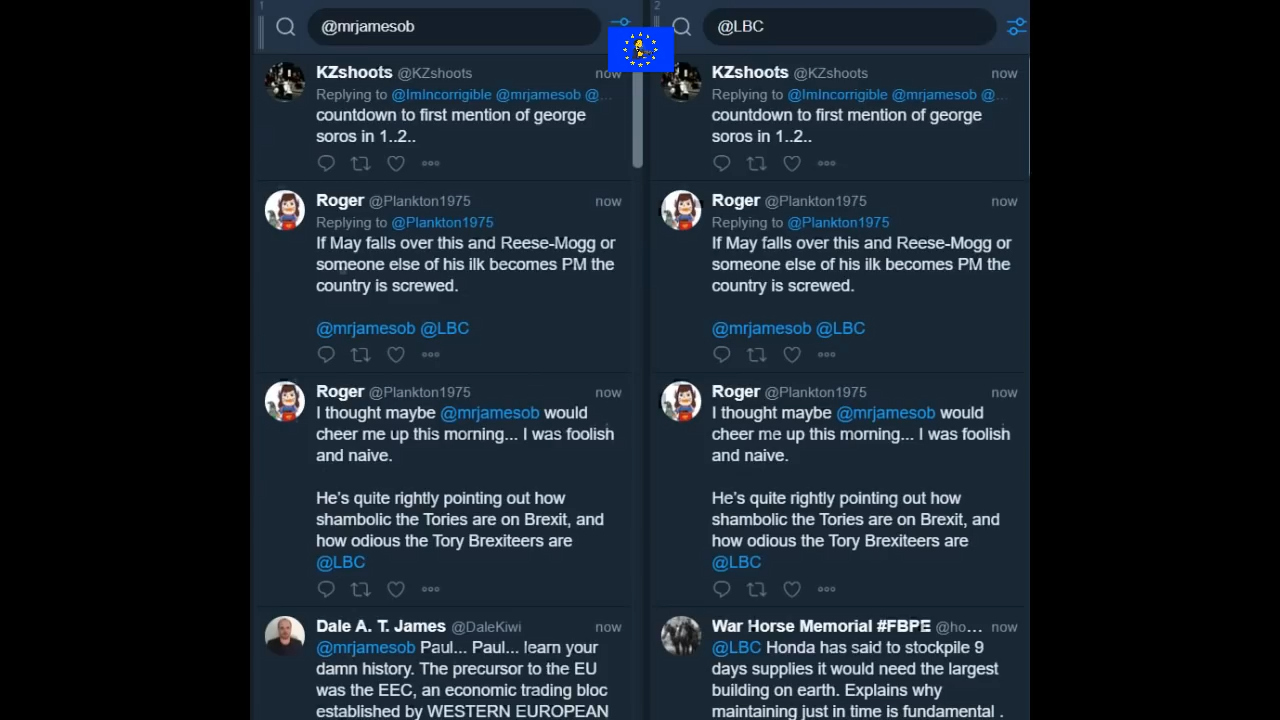 1
@mrjamesob
KZshoots @KZshoots now
Replying to @ImIncorrigible @mrjamesob @...
countdown to first mention of george
soros in 1..2..
Roger @Plankton1975 now
Replying to @Plankton1975
If May falls over this and Reese-Mogg or
someone else of his ilk becomes PM the
country is screwed.
@mrjamesob @LBC
Roger @Plankton1975 now
I thought maybe @mrjamesob would
cheer me up this morning... I was foolish
and naive.
He's quite rightly pointing out how
shambolic the Tories are on Brexit, and
how odious the Tory Brexiteers are
@LBC
Dale A. T. James @DaleKiwi now
@mrjamesob Paul... Paul... learn your
damn history. The precursor to the EU
was the EEC, an economic trading bloc
established by WESTERN EUROPEAN
2
@LBC
KZshoots @KZshoots now
Replying to @ImIncorrigible @mrjamesob @...
countdown to first mention of george
soros in 1..2..
Roger @Plankton1975 now
Replying to @Plankton1975
If May falls over this and Reese-Mogg or
someone else of his ilk becomes PM the
country is screwed.
@mrjamesob @LBC
Roger @Plankton1975 now
I thought maybe @mrjamesob would
cheer me up this morning... I was foolish
and naive.
He's quite rightly pointing out how
shambolic the Tories are on Brexit, and
how odious the Tory Brexiteers are
@LBC
War Horse Memorial #FBPE @ho... now
@LBC Honda has said to stockpile 9
days supplies it would need the largest
building on earth. Explains why
maintaining just in time is fundamental .